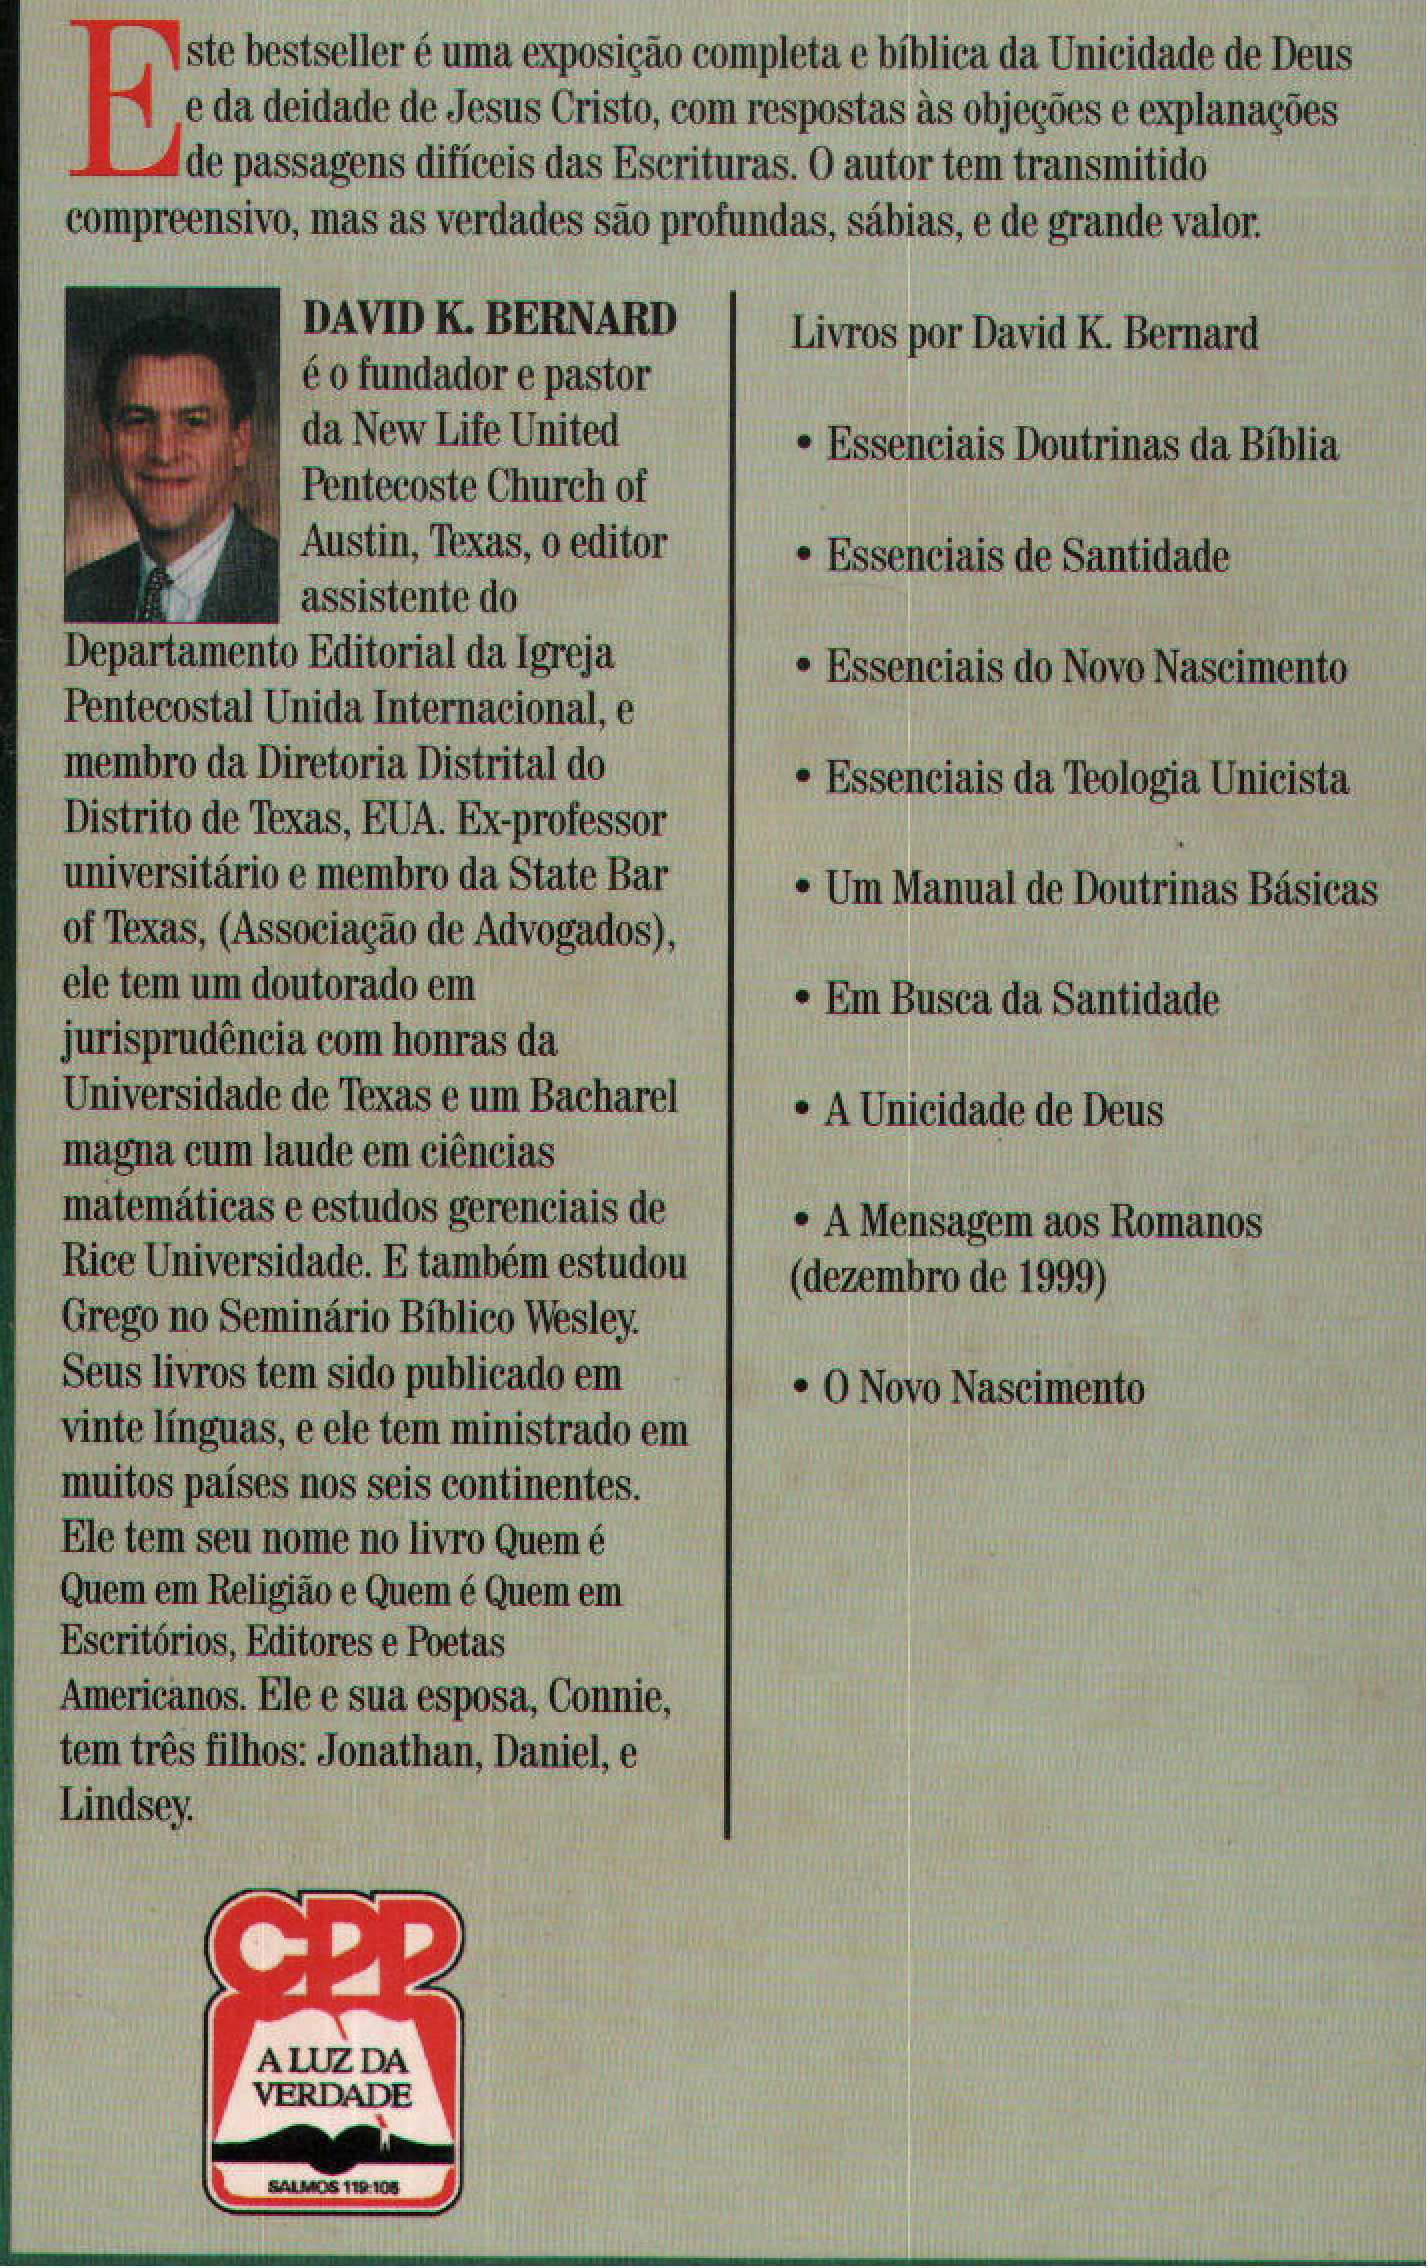 Este bestseller é uma exposição completa e bíblica da Unicidade de Deus
e da deidade de Jesus Cristo, com respostas às objeções e explanações
de passagens difíceis das Escrituras. O autor tem transmitido
compreensivo, mas as verdades são profundas, sábias, e de grande valor.
DAVID K. BERNARD
é o fundador e pastor
da New Life United
Pentecoste Church of
Austin, Texas, o editor
assistente do
Departamento Editorial da Igreja
Pentecostal Unida Internacional, e
membro da Diretoria Distrital do
Distrito de Texas, EUA. Ex-professor
universitário e membro da State Bar
of Texas, (Associação de Advogados),
ele tem um doutorado em
jurisprudência com honras da
Universidade de Texas e um Bacharel
magna cum laude em ciências
matemáticas e estudos gerenciais de
Rice Universidade. E também estudou
Grego no Seminário Bíblico Wesley.
Seus livros tem sido publicado em
vinte línguas, e ele tem ministrado em
muitos países nos seis continentes.
Ele tem seu nome no livro Quem é
Quem em Religião e Quem é Quem em
Escritórios, Editores e Poetas
Americanos. Ele e sua esposa, Connie,
tem três filhos: Jonathan, Daniel, e
Lindsey.
Livros por David K. Bernard
• Essenciais Doutrinas da Bíblia
• Essenciais de Santidade
• Essenciais do Novo Nascimento
• Essenciais da Teologia Unicista
• Um Manual de Doutrinas Básicas
• Em Busca da Santidade
• A Unicidade de Deus
• A Mensagem aos Romanos
(dezembro de 1999)
• O Novo Nascimento
CPP
A LUZ DA
VERDADE
SALMOS 119:105